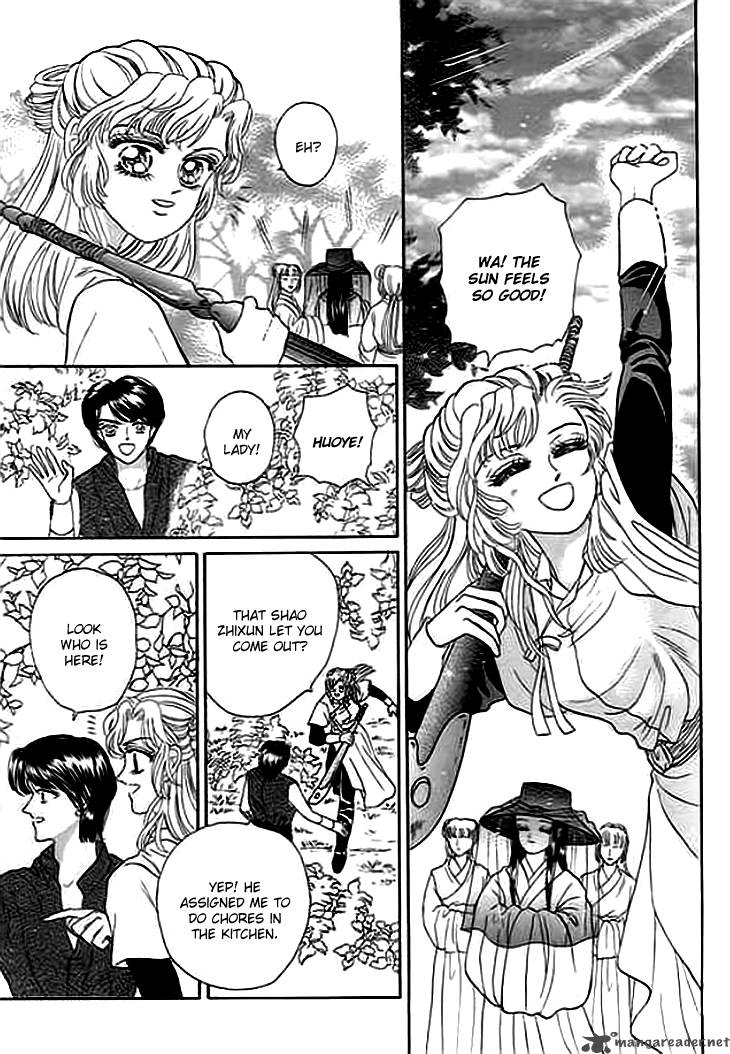 WA! THE
SUN FEELS
SO GOOD!
EH?
HUOYE!
MY
LADY!
THAT SHAO
ZHIXUN LET YOU
COME OUT?
YEP! HE
ASSIGNED ME TO
DO CHORES IN
THE KITCHEN.
LOOK
WHO IS
HERE!
mangareader.net